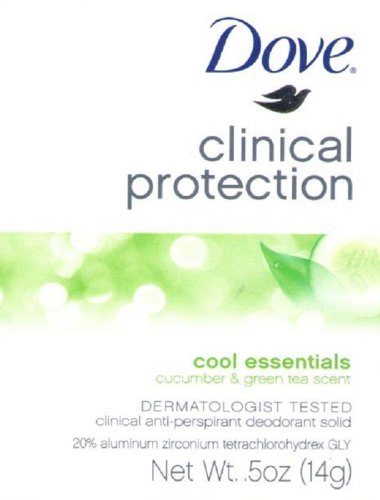 Dove®
clinical
protection
cool essentials
cucumber & green tea scent
DERMATOLOGIST TESTED
clinical anti-perspirant deodorant solid
20% aluminum zirconium tetrachlorohydrex GLY
Net Wt. .5oz (14g)